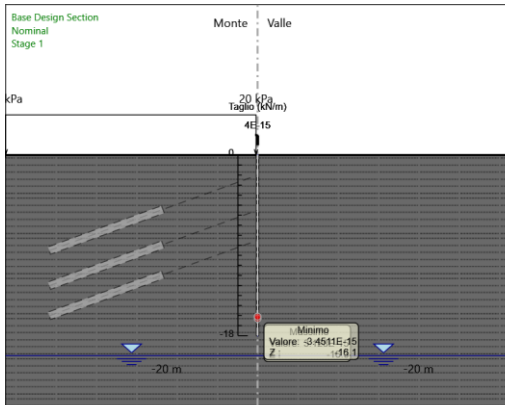 Base Design Section
Nominal
Stage 1
Monte
Valle
kPa
20 kPa
Taglio (kN/m)
4E-15
0
-18
Minimo
Valore: -3.4511E-15
Z : -16.1
-20 m
-20 m